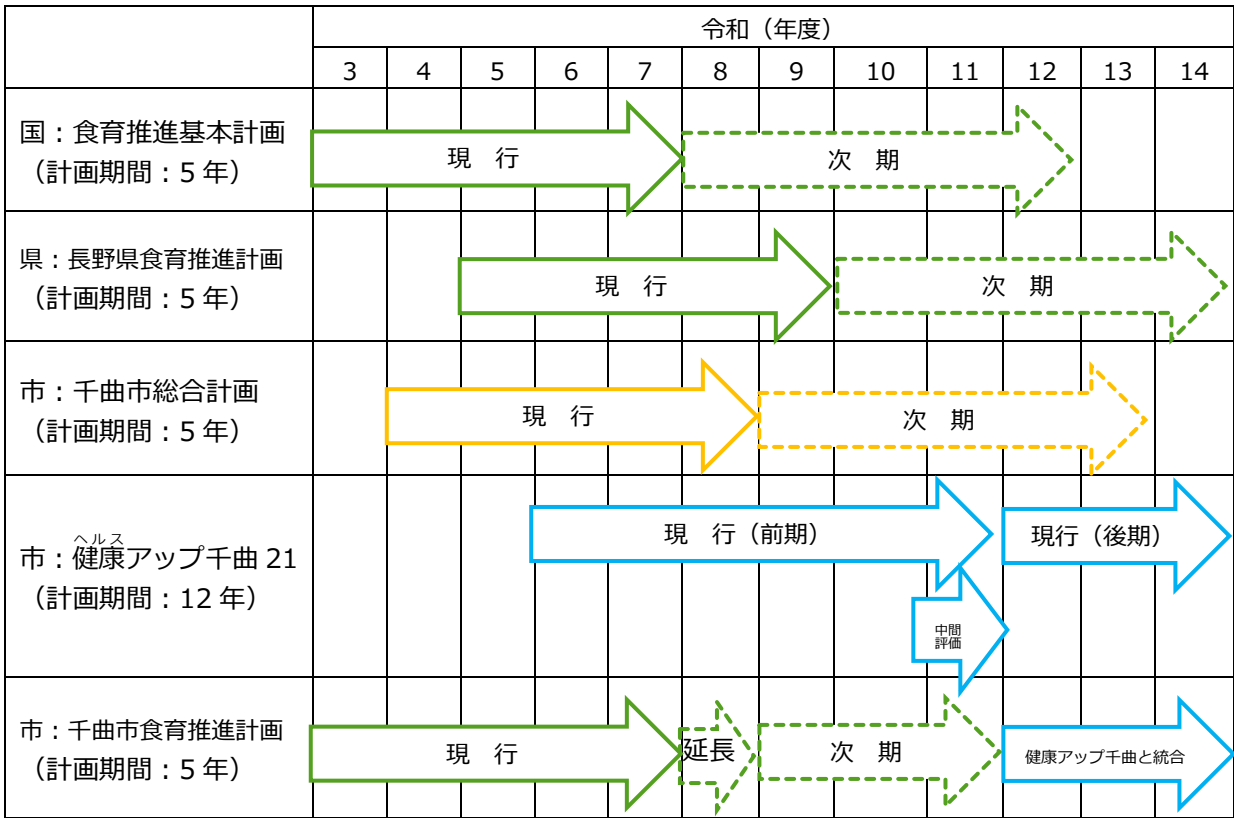 令和（年度）
3 4 5 6 7 8 9 10 11 12 13 14
国：食育推進基本計画
（計画期間：5年）
現　行
次　期
県：長野県食育推進計画
（計画期間：5年）
現　行
次　期
市：千曲市総合計画
（計画期間：5年）
現　行
次　期
ヘルス
市：健康アップ千曲21
（計画期間：12年）
現　行（前期）
現行（後期）
中間
評価
市：千曲市食育推進計画
（計画期間：5年）
現　行
延長
次　期
健康アップ千曲と統合